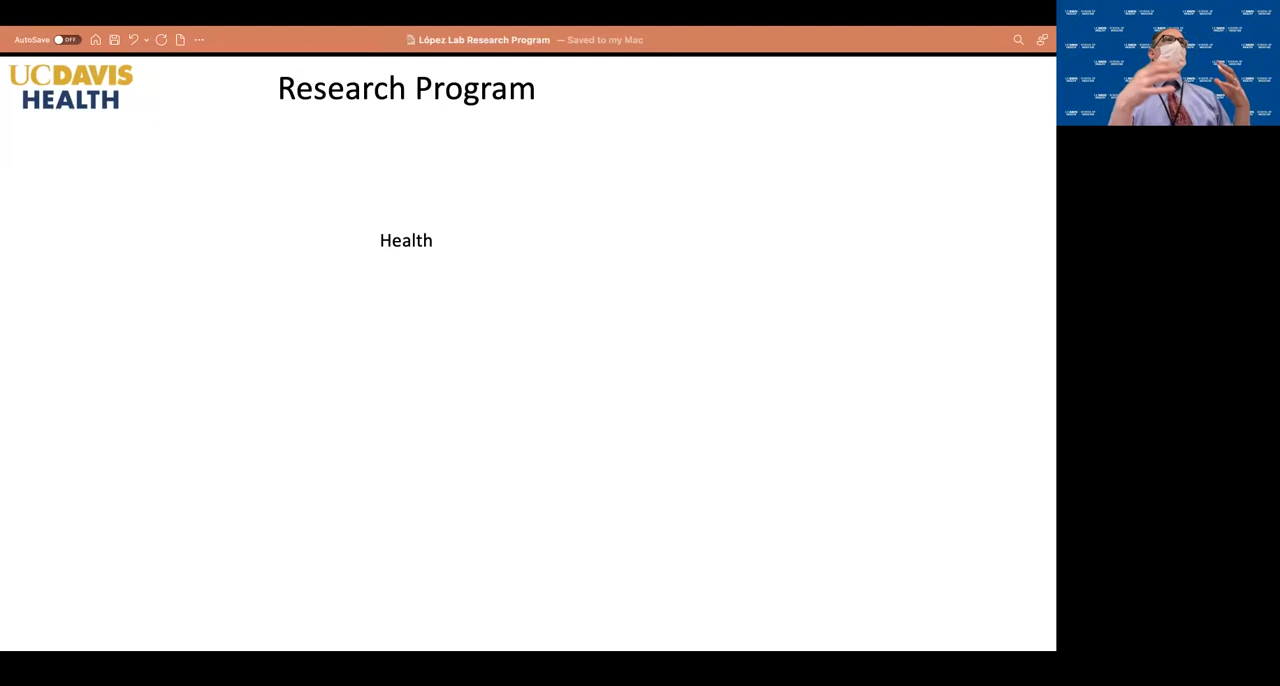 AutoSave OFF
López Lab Research Program — Saved to my Mac
UCDAVIS
HEALTH
Research Program
Health